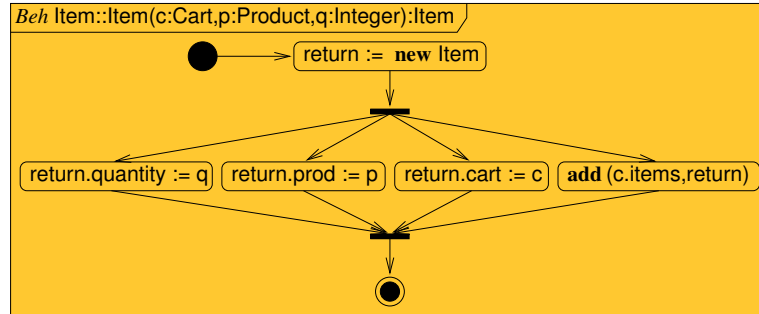 Beh Item::Item(c:Cart,p:Product,q:Integer):Item
return := new Item
return.quantity := q
return.prod := p
return.cart := c
add (c.items,return)